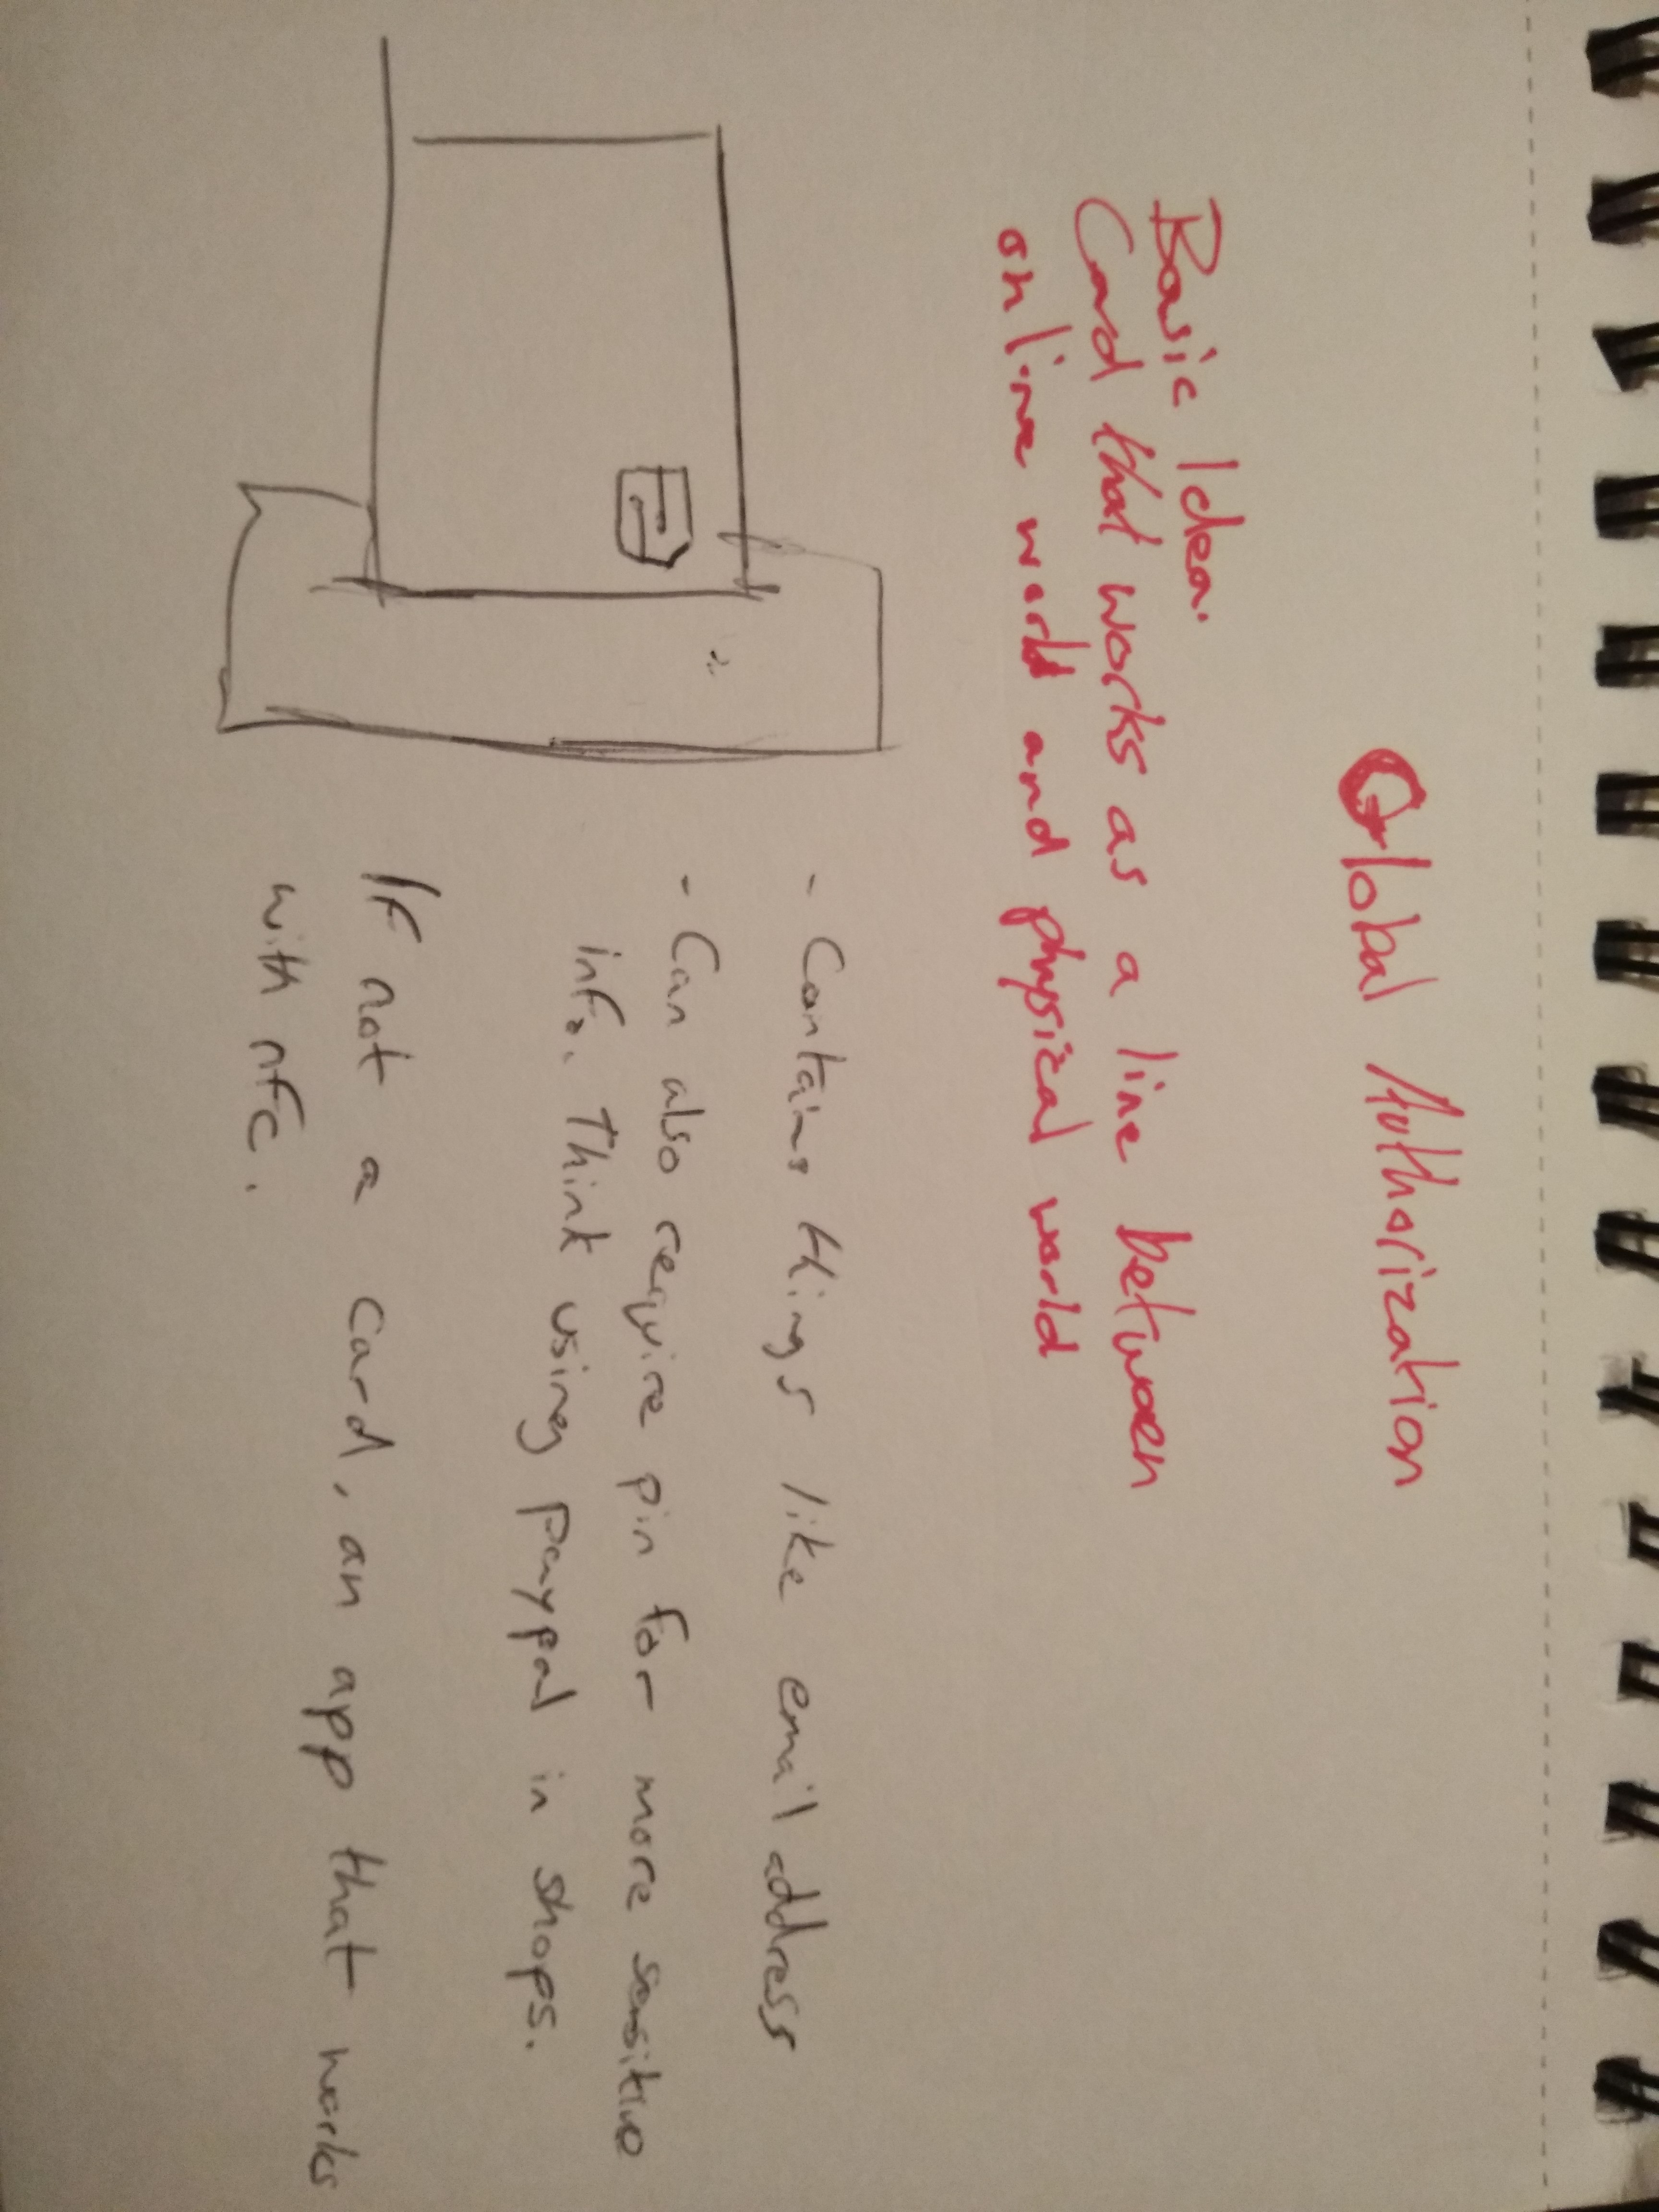 Global Authorization
Basic Idea:
Card that works as a line between
online world and physical world
- Contains things like email address
- Can also require pin for more sensitive
info. Think using paypal in shops.
IF not a card, an app that works
with nfc.